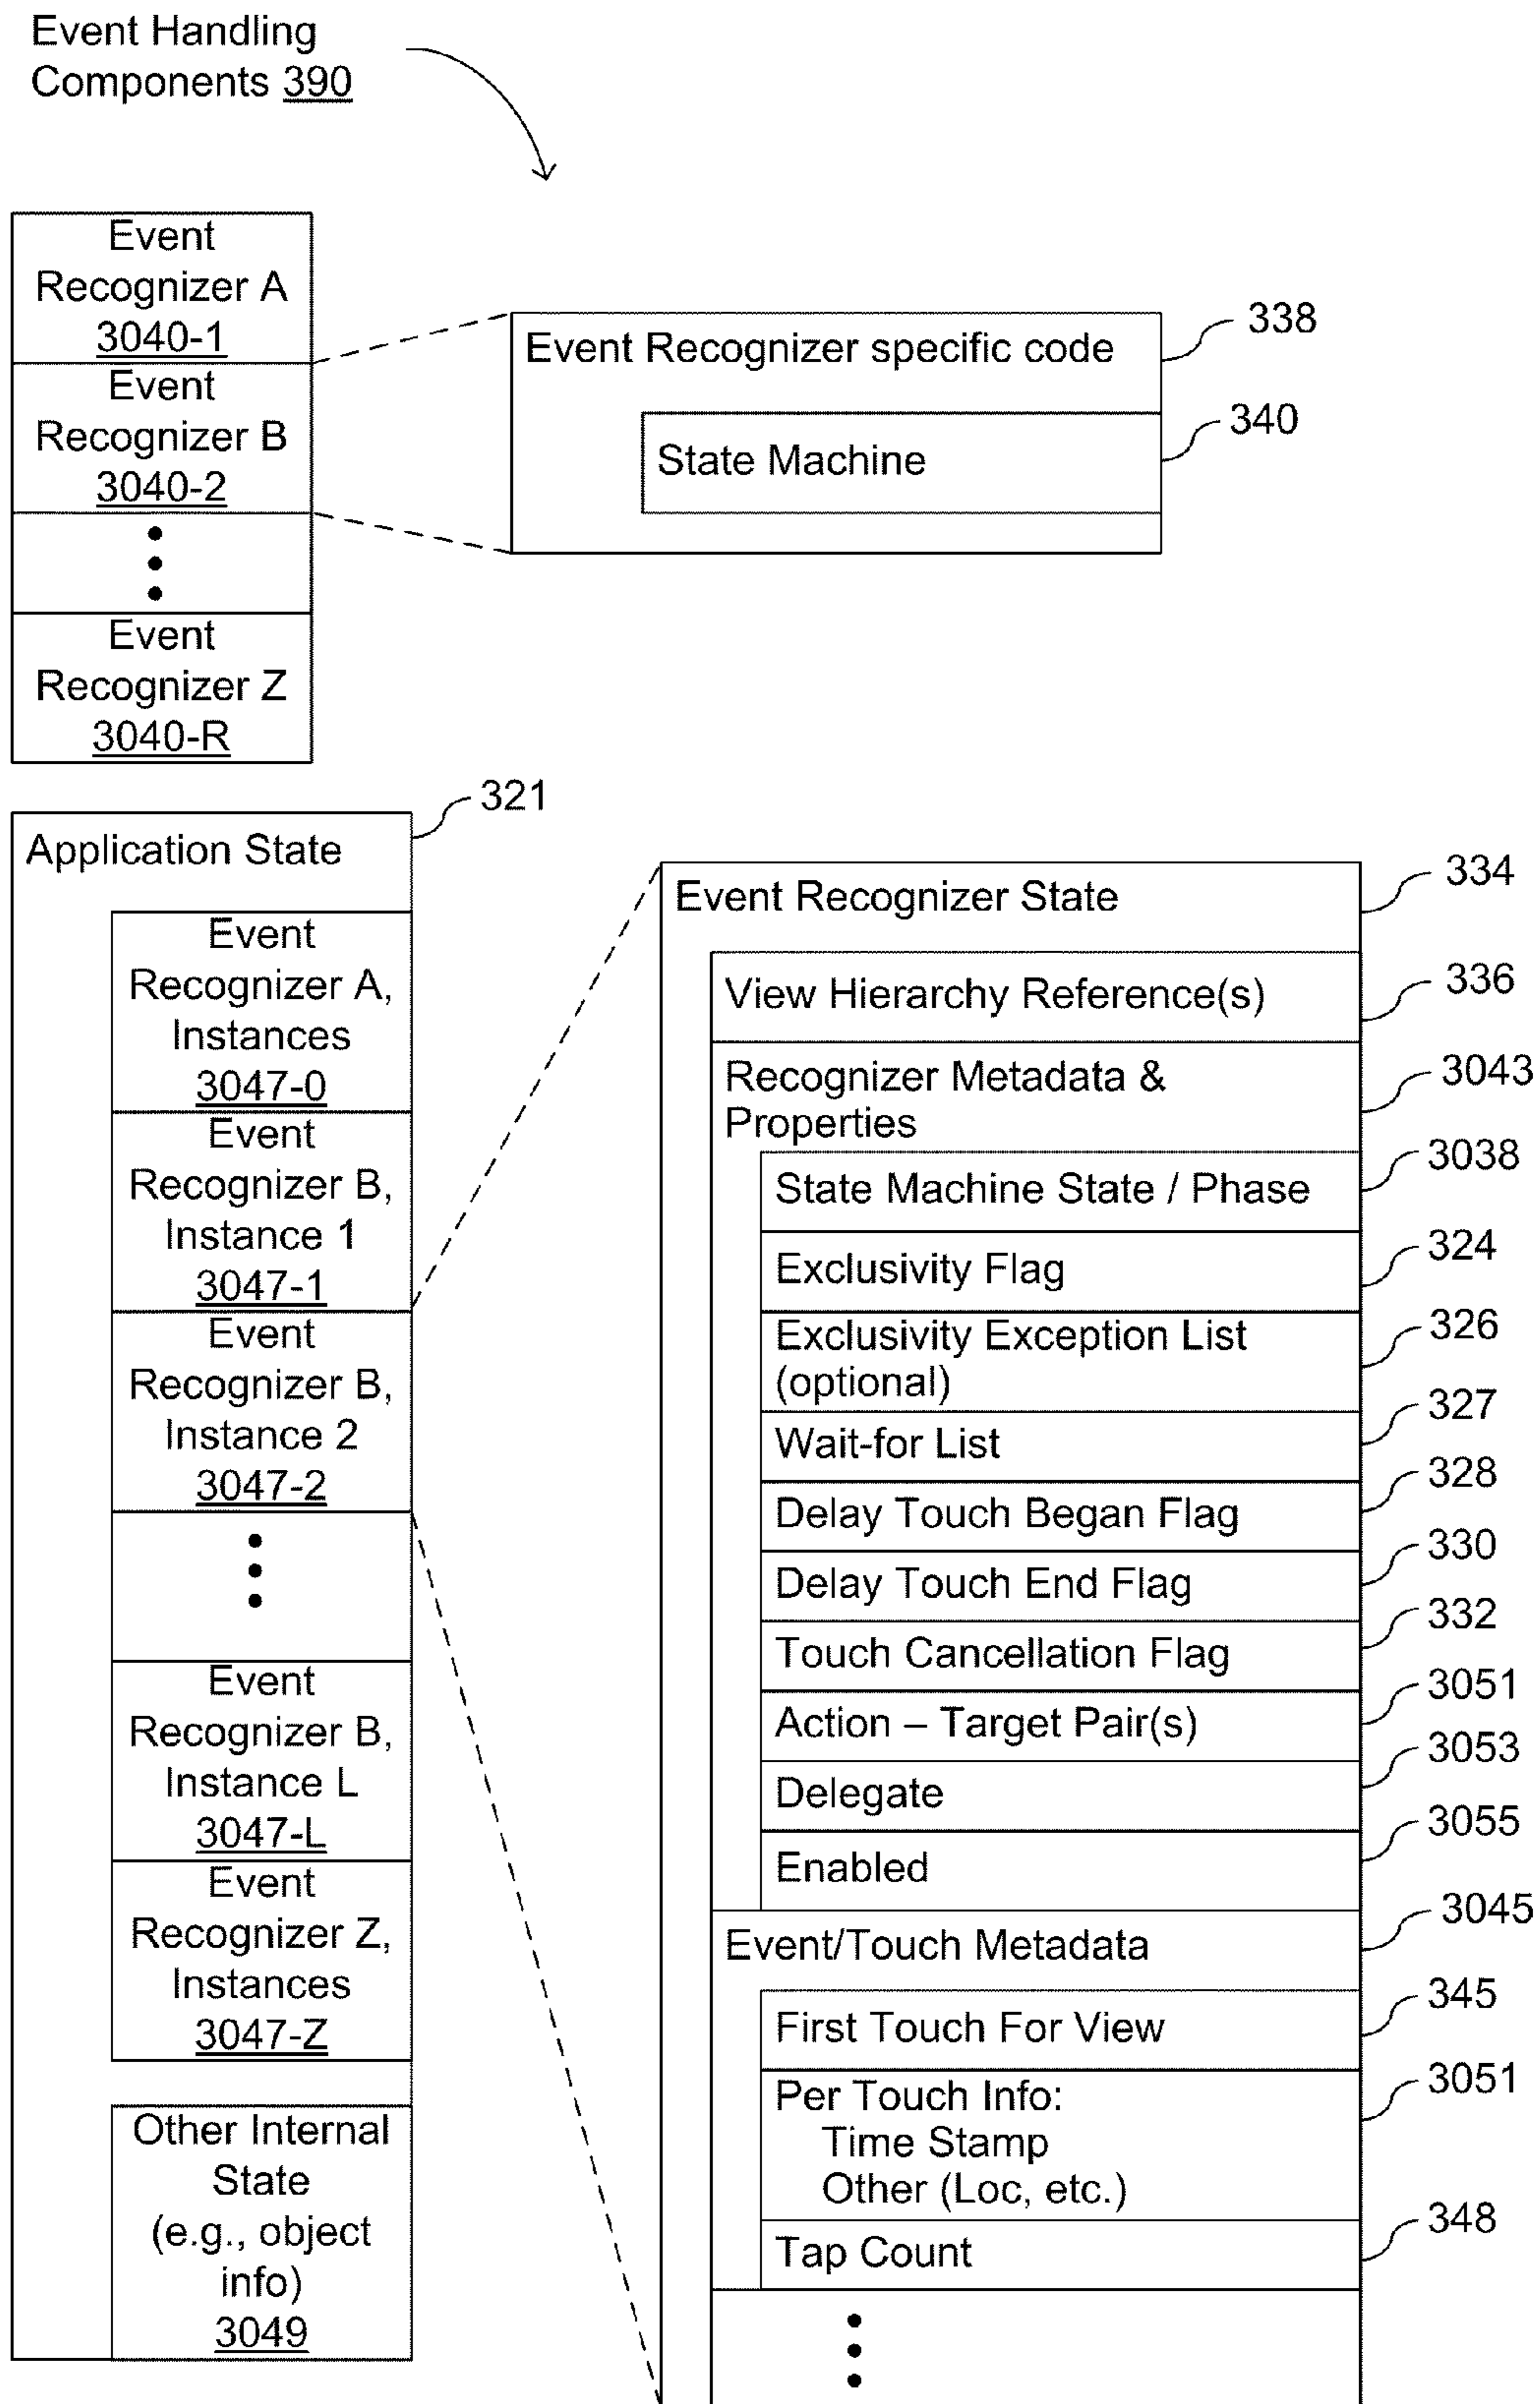 Event Handling
Components 390
Event
Recognizer A
3040-1
Event
Recognizer B
3040-2
Event
Recognizer Z
3040-R
Event Recognizer specific code
338
State Machine
340
Application State
321
Event
Recognizer A,
Instances
3047-0
Event
Recognizer B,
Instance 1
3047-1
Event
Recognizer B,
Instance 2
3047-2
Event
Recognizer B,
Instance L
3047-L
Event
Recognizer Z,
Instances
3047-Z
Other Internal
State
(e.g., object
info)
3049
Event Recognizer State
334
View Hierarchy Reference(s)
336
Recognizer Metadata &
Properties
3043
State Machine State / Phase
3038
Exclusivity Flag
324
Exclusivity Exception List
(optional)
326
Wait-for List
327
Delay Touch Began Flag
328
Delay Touch End Flag
330
Touch Cancellation Flag
332
Action – Target Pair(s)
3051
Delegate
3053
Enabled
3055
Event/Touch Metadata
3045
First Touch For View
345
Per Touch Info:
Time Stamp
Other (Loc, etc.)
3051
Tap Count
348